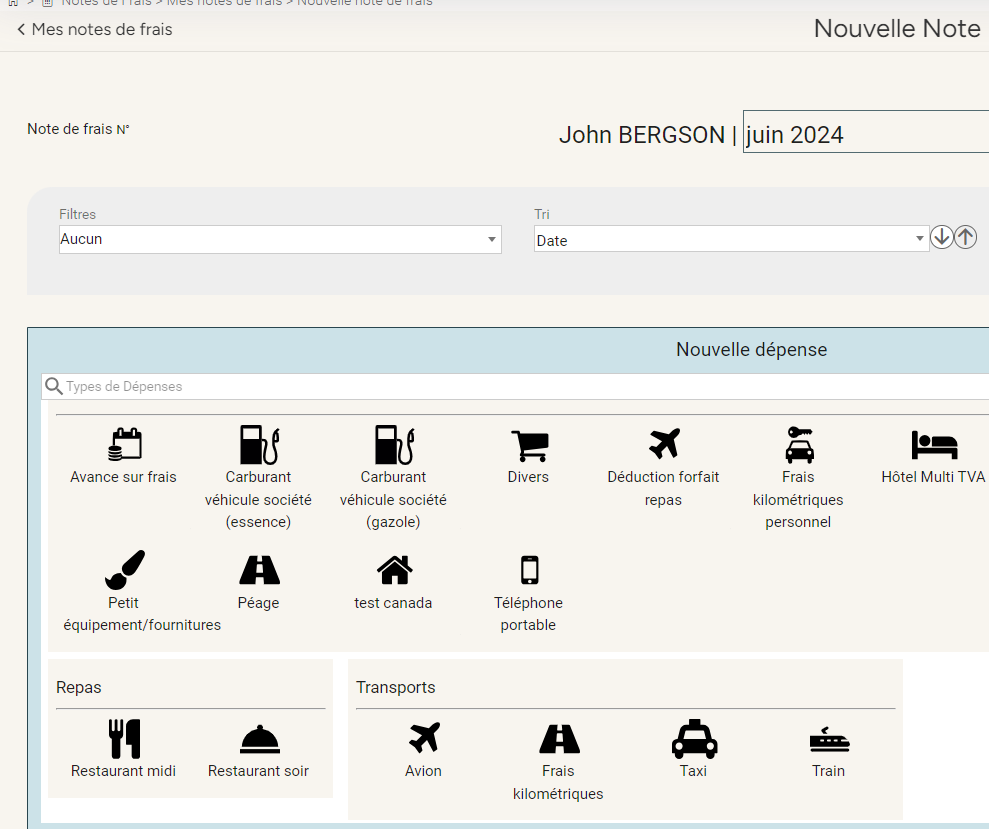 > Notes de Frais > Mes notes de frais > Nouvelle note de frais
Mes notes de frais
Nouvelle Note
Note de frais N°
John BERGSON | juin 2024
Filtres
Tri
Aucun
Date
Nouvelle dépense
Types de Dépenses
Avance sur frais
Carburant
véhicule société
(essence)
Carburant
véhicule société
(gazole)
Divers
Déduction forfait
repas
Frais
kilométriques
personnel
Hôtel Multi TVA
Petit
équipement/fournitures
Péage
test canada
Téléphone
portable
Repas
Restaurant midi
Restaurant soir
Transports
Avion
Frais
kilométriques
Taxi
Train